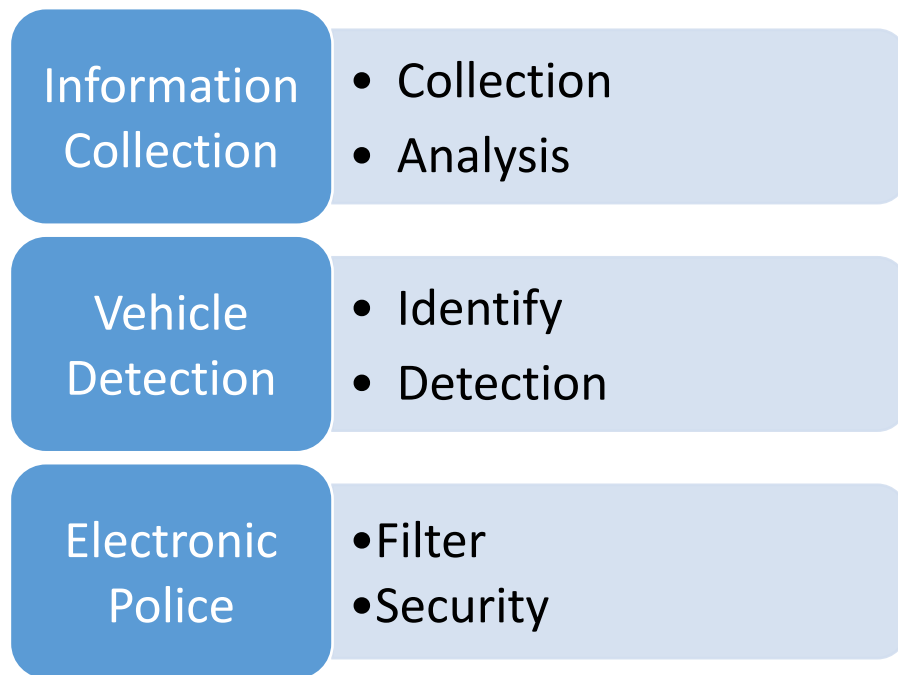 Information
Collection
• Collection
• Analysis
Vehicle
Detection
• Identify
• Detection
Electronic
Police
•Filter
•Security